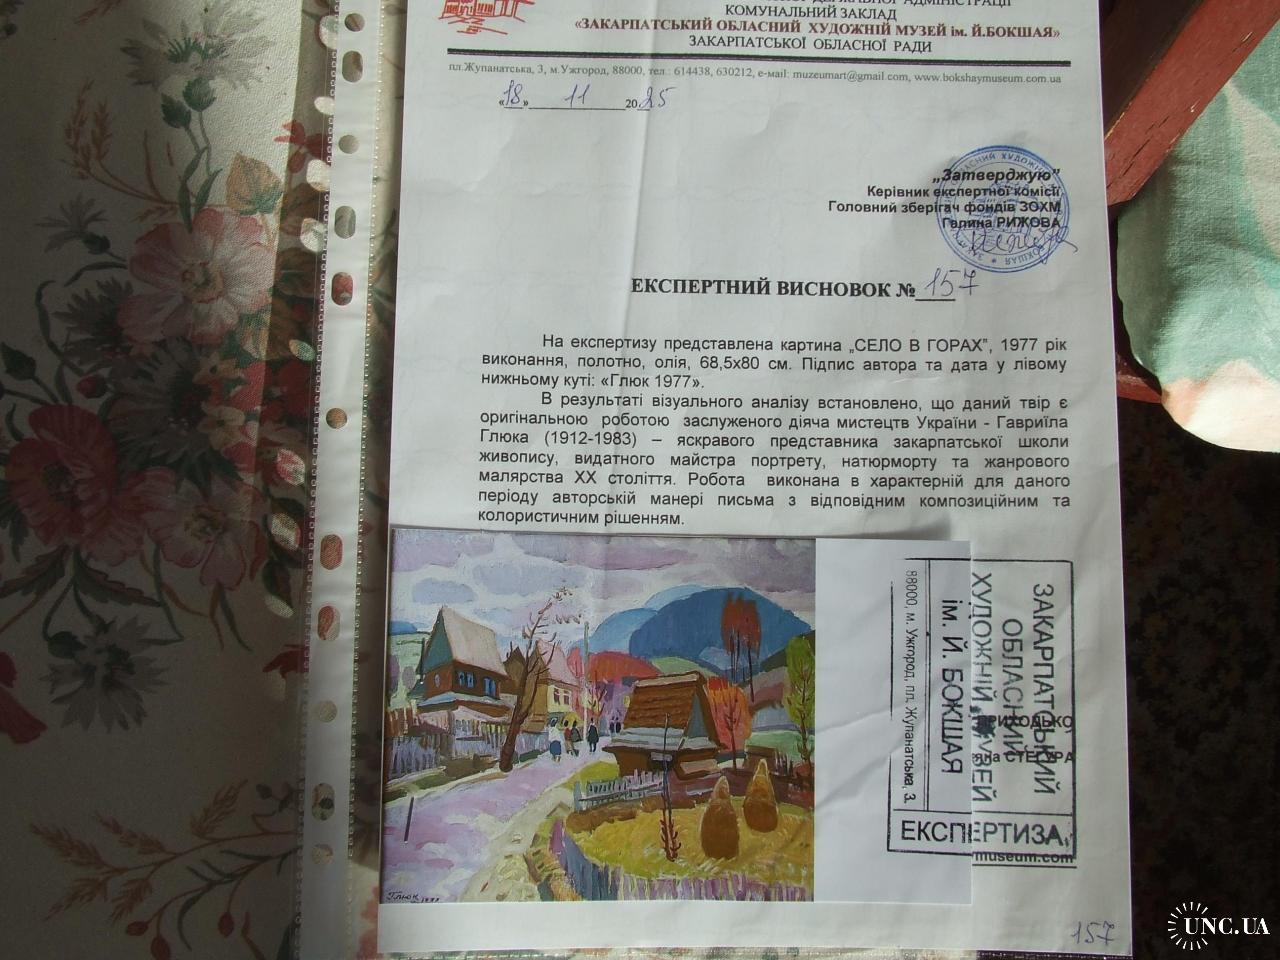 КОМУНАЛЬНИЙ ЗАКЛАД
«ЗАКАРПАТСЬКИЙ ОБЛАСНИЙ ХУДОЖНІЙ МУЗЕЙ ім. Й.БОКШАЯ»
ЗАКАРПАТСЬКОЇ ОБЛАСНОЇ РАДИ
пл.Жупанатська, 3, м.Ужгород, 88000, тел.: 614438, 630212, e-маіl: muzeumart@gmail.com, www.bokshaymuseum.com.ua
«18» 11 2025
„Затверджую"
Керівник експертної комісії
Головний зберігач фондів ЗОХМ
Галина РИЖОВА
ЕКСПЕРТНИЙ ВИСНОВОК № 157
На експертизу представлена картина „СЕЛО В ГОРАХ", 1977 рік
виконання, полотно, олія, 68,5х80 см. Підпис автора та дата у лівому
нижньому куті: «Глюк 1977».
В результаті візуального аналізу встановлено, що даний твір є
оригінальною роботою заслуженого діяча мистецтв України - Гавриїла
Глюка (1912-1983) – яскравого представника закарпатської школи
живопису, видатного майстра портрету, натюрморту та жанрового
малярства ХХ століття. Робота виконана в характерній для даного
періоду авторській манері письма з відповідним композиційним та
колористичним рішенням.
ЗАКАРПАТСЬКИЙ
ОБЛАСНИЙ
ХУДОЖНІЙ МУЗЕЙ
ім. Й. БОКШАЯ
88000, м. Ужгород, пл. Жупанатська, 3.
ПРИХОДЬКО
ЕКСПЕРТИЗА
museum.com
Глюк 1977
157
UNC.UA